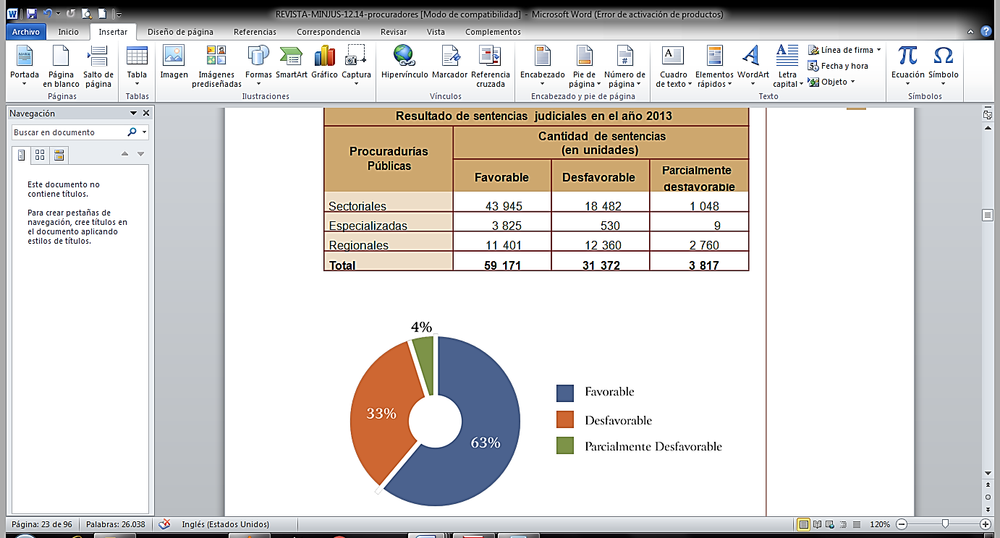 REVISTA-MINJUS-12.14-procuradores [Modo de compatibilidad] - Microsoft Word (Error de activación de productos)
Archivo Inicio Insertar Diseño de página Referencias Correspondencia Revisar Vista Complementos
Portada Página en blanco Salto de página Tabla Imagen Imágenes prediseñadas Formas SmartArt Gráfico Captura Hipervínculo Marcador Referencia cruzada Encabezado Pie de página Número de página Cuadro de texto Elementos rápidos WordArt Letra capital Línea de firma Fecha y hora Objeto Ecuación Símbolo
Páginas Tablas Ilustraciones Vínculos Encabezado y pie de página Texto Símbolos
Navegación
Buscar en documento
Este documento no
contiene títulos.
Para crear pestañas de
navegación, cree títulos en
el documento aplicando
estilos de títulos.
Resultado de sentencias judiciales en el año 2013
Procuradurías
Públicas
Cantidad de sentencias
(en unidades)
Favorable Desfavorable Parcialmente
desfavorable
Sectoriales 43 945 18 482 1 048
Especializadas 3 825 530 9
Regionales 11 401 12 360 2 760
Total 59 171 31 372 3 817
4%
33%
63%
Favorable
Desfavorable
Parcialmente Desfavorable
Página: 23 de 96 Palabras: 26.038 Inglés (Estados Unidos) 120%